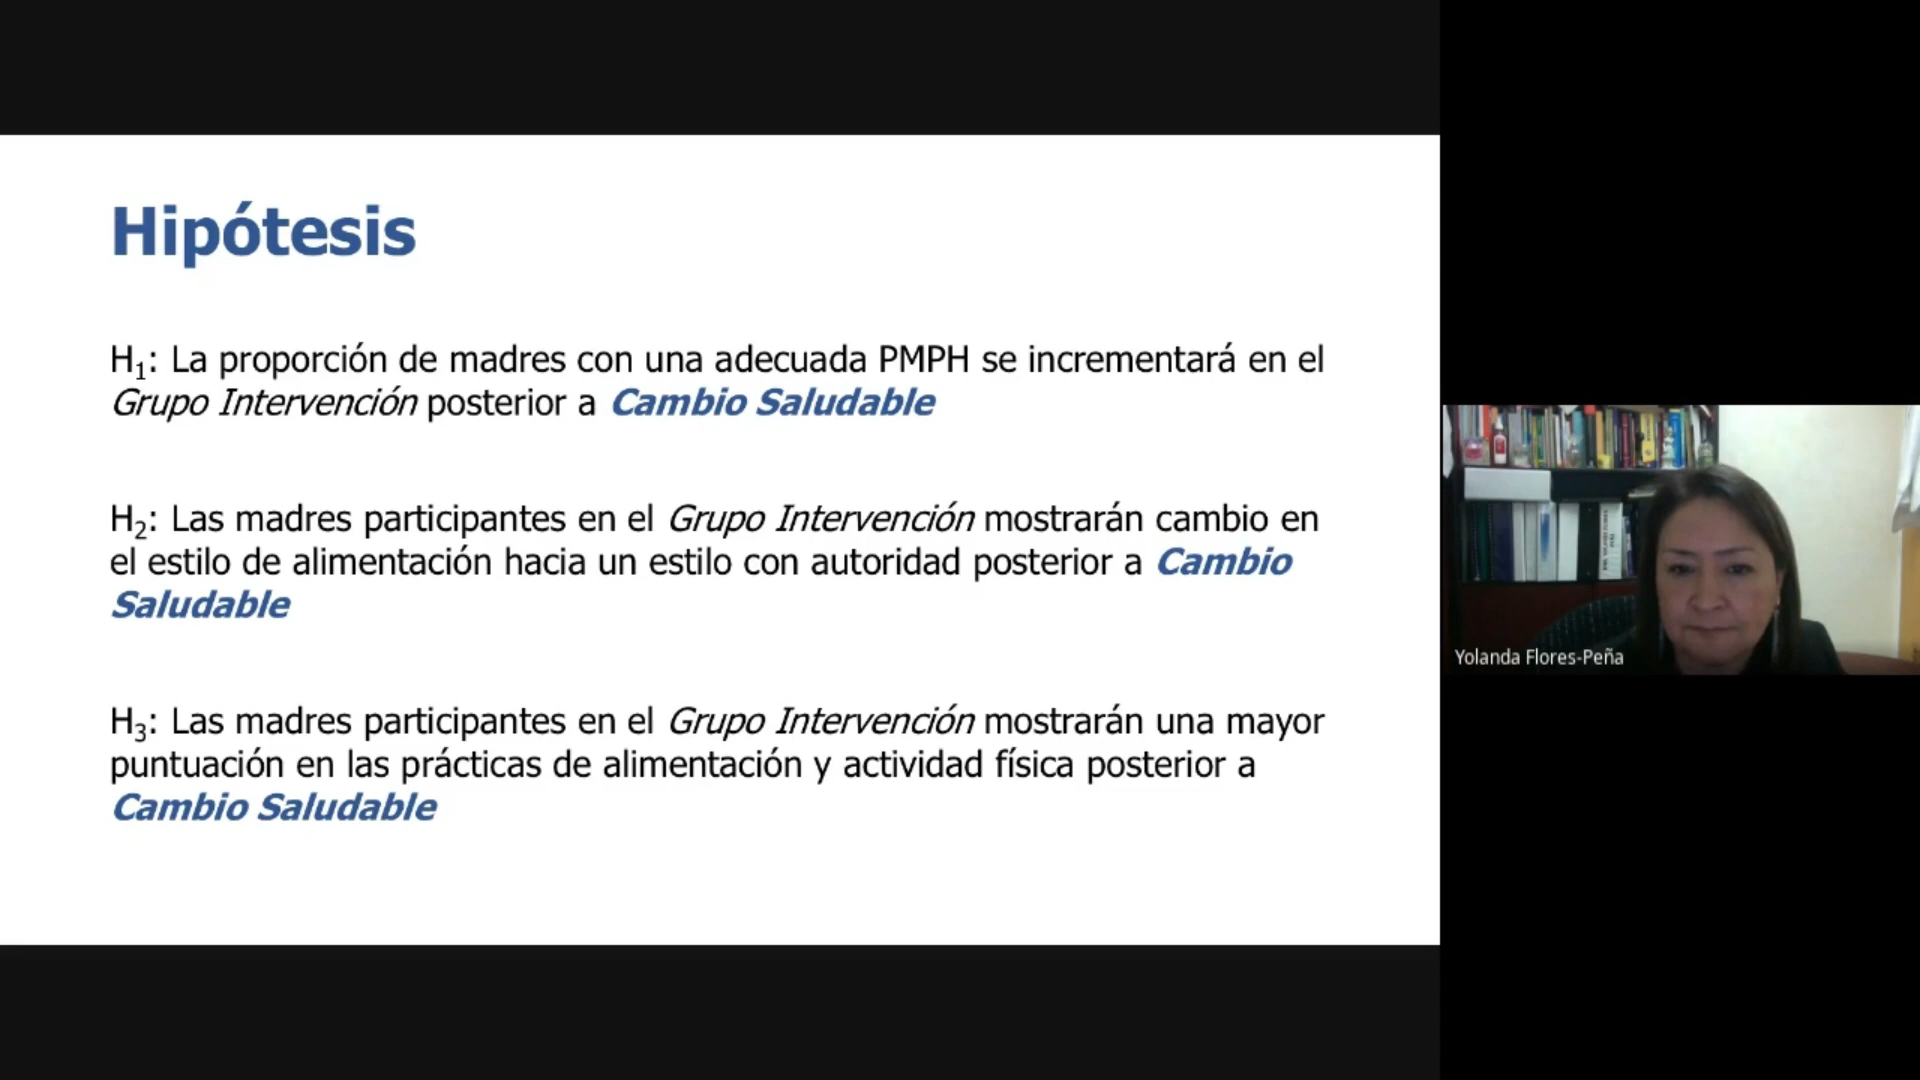 Hipótesis
H1: La proporción de madres con una adecuada PMPH se incrementará en el
Grupo Intervención posterior a Cambio Saludable
H2: Las madres participantes en el Grupo Intervención mostrarán cambio en
el estilo de alimentación hacia un estilo con autoridad posterior a Cambio
Saludable
H3: Las madres participantes en el Grupo Intervención mostrarán una mayor
puntuación en las prácticas de alimentación y actividad física posterior a
Cambio Saludable
Yolanda Flores-Peña